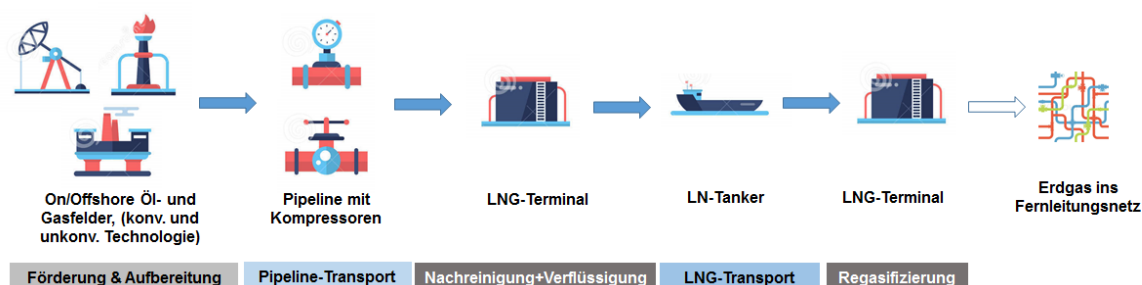 On/Offshore Öl- und
Gasfelder, (konv. und
unkonv. Technologie)
Pipeline mit
Kompressoren
LNG-Terminal
LN-Tanker
LNG-Terminal
Erdgas ins
Fernleitungsnetz
Förderung & Aufbereitung
Pipeline-Transport
Nachreinigung+Verflüssigung
LNG-Transport
Regasifizierung